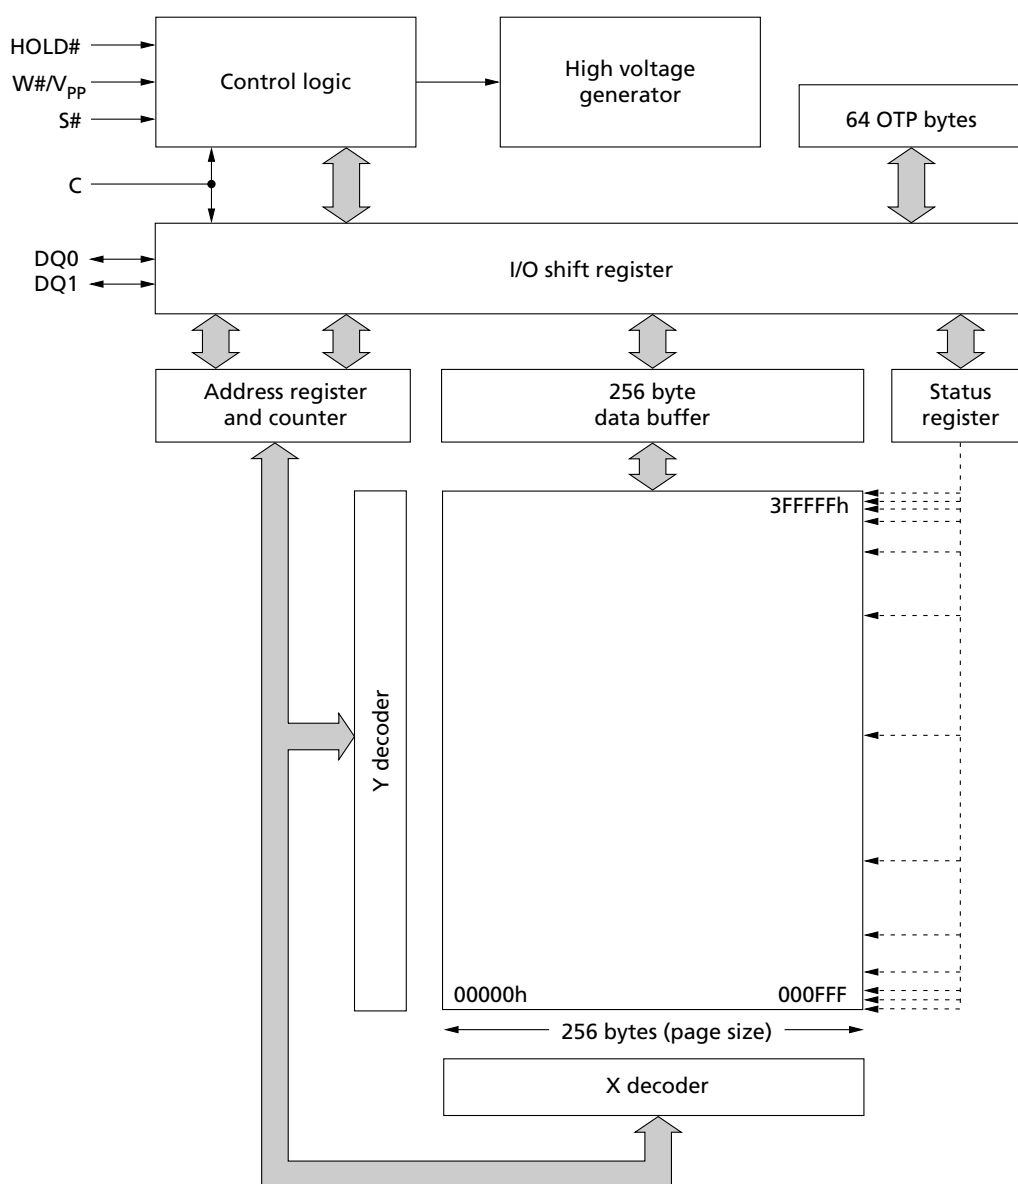 HOLD#
W#/VPP
S#
Control logic
High voltage
generator
64 OTP bytes
C
DQ0
DQ1
I/O shift register
Address register
and counter
256 byte
data buffer
Status
register
3FFFFFh
Y decoder
00000h
000FFF
256 bytes (page size)
X decoder